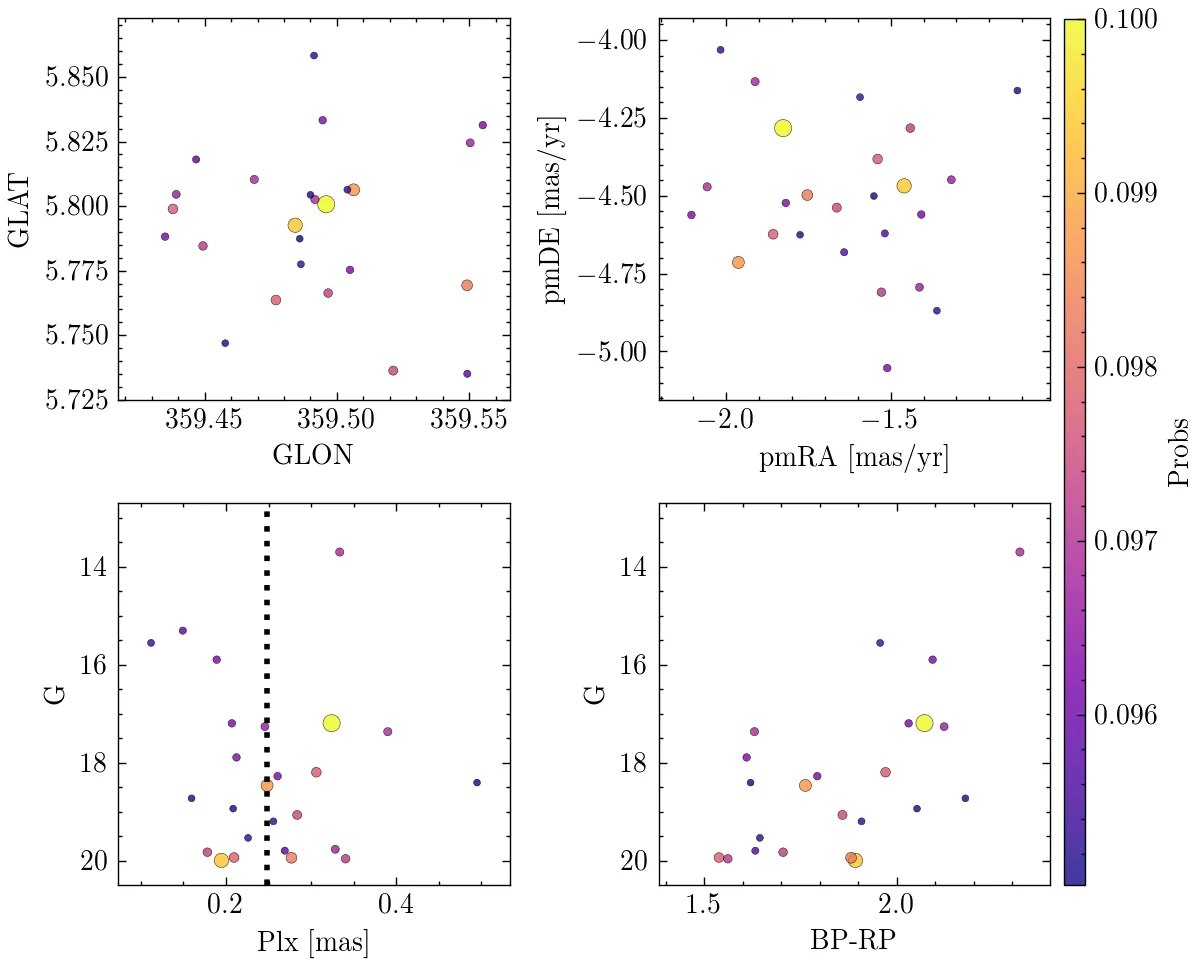 5.850
5.825
5.800
5.775
5.750
5.725
GLAT
359.45 359.50 359.55
GLON
−4.00
−4.25
−4.50
−4.75
−5.00
pmDE [mas/yr]
−2.0 −1.5
pmRA [mas/yr]
0.100
0.099
0.098
0.097
0.096
Probs
14
16
18
20
G
0.2 0.4
Plx [mas]
14
16
18
20
G
1.5 2.0
BP-RP